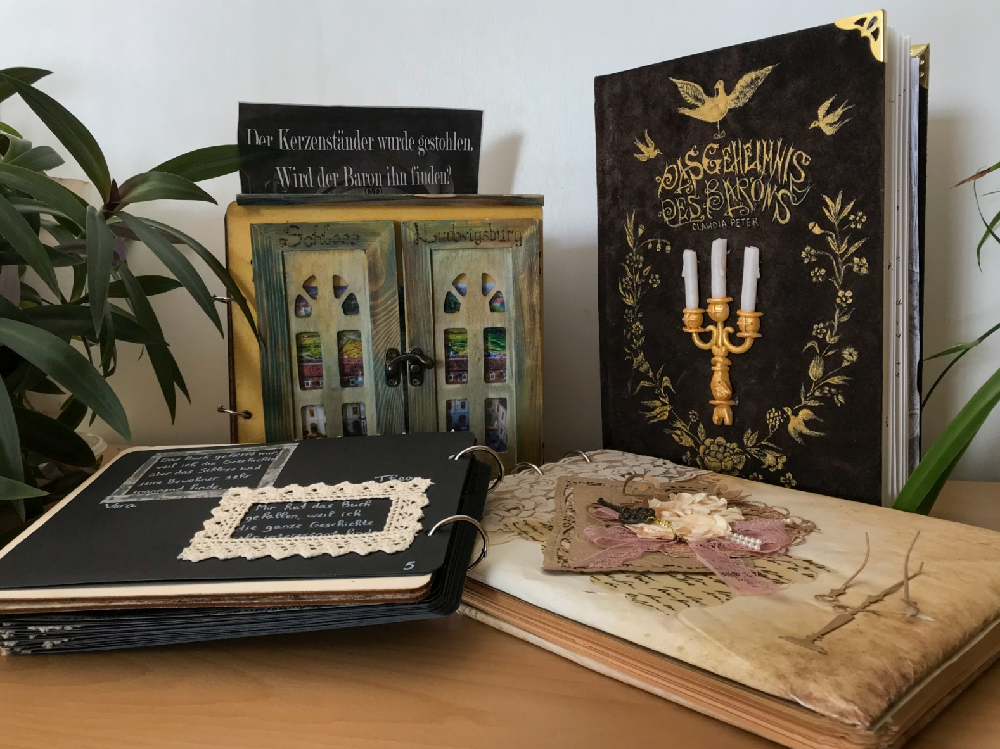 Der Kerzenständer wurde gestohlen.
Wird der Baron ihn finden?
Schloss Ludwigsburg
DAS GEHEIMNIS
DES BARONS
CLAUDIA PETER
Das Buch gefällt mir,
weil ich die Geschichte
über das Schloss und
seine Bewohner sehr
spannend finde.
Vera
Thea
Mir hat das Buch
gefallen, weil ich
die ganze Geschichte
interessant
5